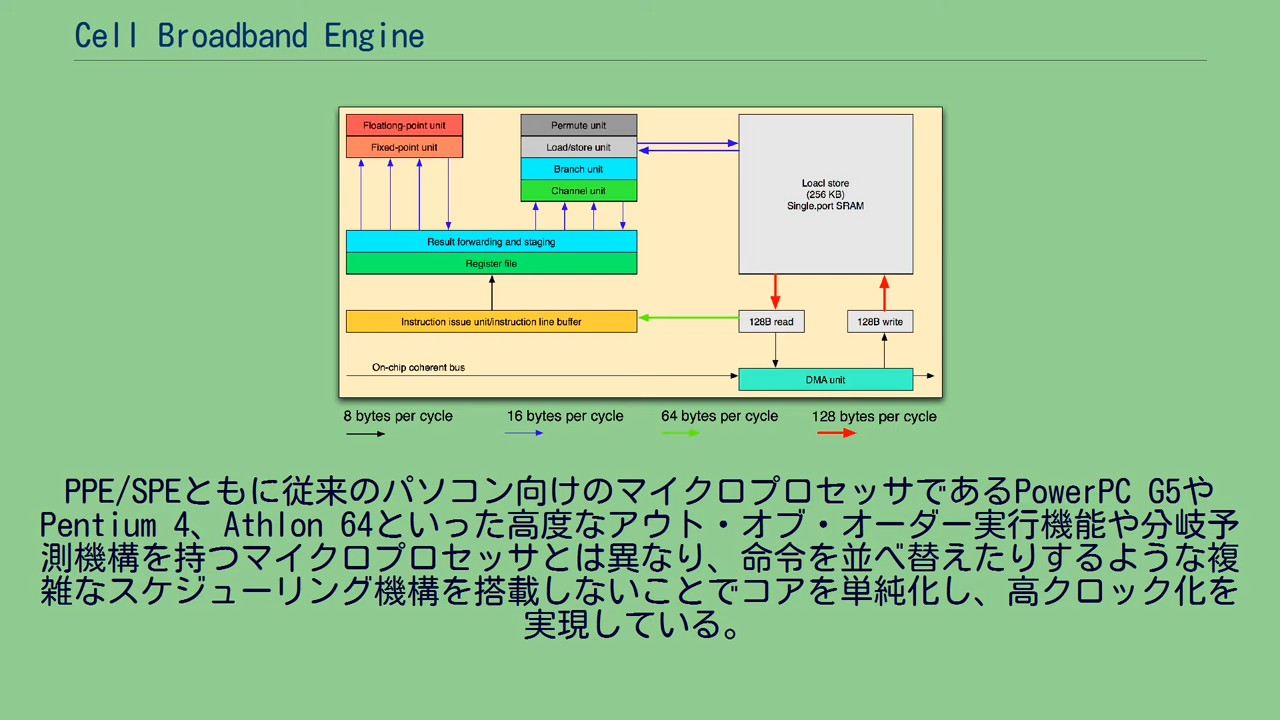 Cell Broadband Engine
Floationg-point unit
Fixed-point unit
Permute unit
Load/store unit
Branch unit
Channel unit
Loacl store
(256 KB)
Single.port SRAM
Result forwarding and staging
Register file
Instruction issue unit/instruction line buffer
128B read
128B write
On-chip coherent bus
DMA unit
8 bytes per cycle
16 bytes per cycle
64 bytes per cycle
128 bytes per cycle
PPE/SPEともに従来のパソコン向けのマイクロプロセッサであるPowerPC G5や
Pentium 4、Athlon 64といった高度なアウト・オブ・オーダー実行機能や分岐予
測機構を持つマイクロプロセッサとは異なり、命令を並べ替えたりするような複
雑なスケジューリング機構を搭載しないことでコアを単純化し、高クロック化を
実現している。